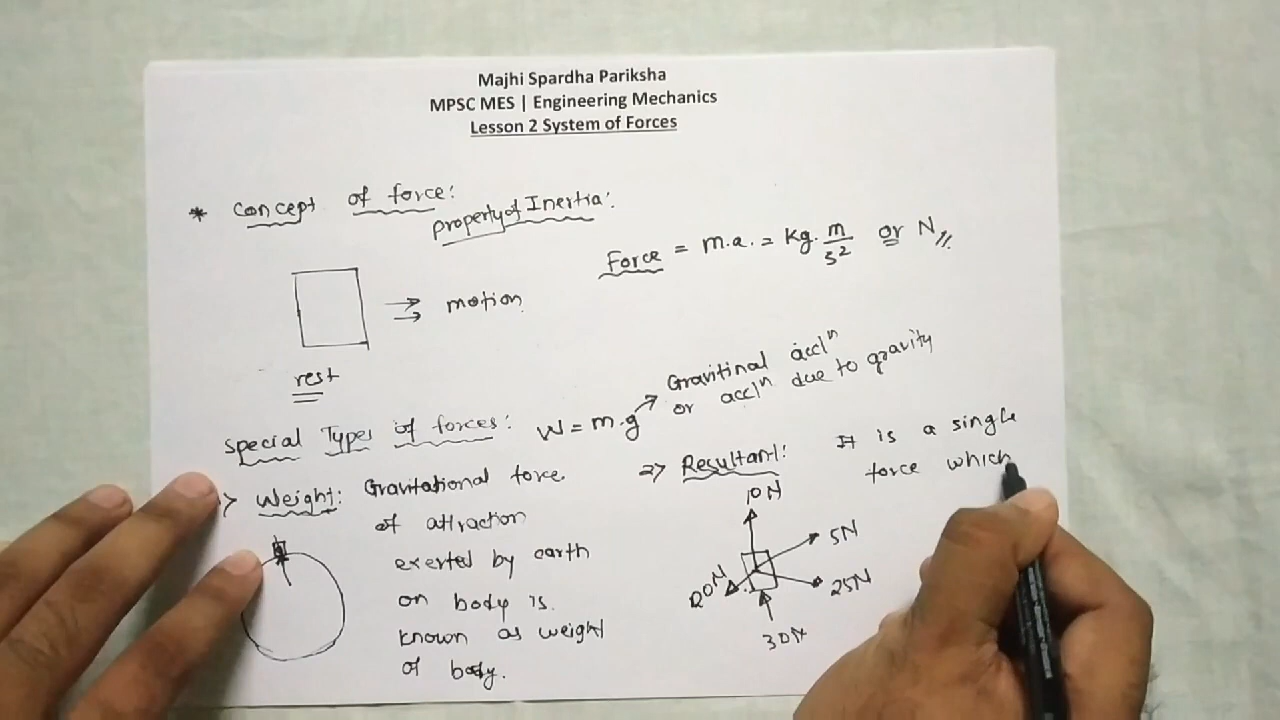 Majhi Spardha Pariksha
MPSC MES | Engineering Mechanics
Lesson 2 System of Forces
* Concept of force:
property of Inertia:
Force = m.a. = kg. m/s² or N
→ motion
rest
Special Types of forces:
W = m.g → Gravitinal acclⁿ
or acclⁿ due to gravity
> Weight: Gravitational force
of attraction
exerted by earth
on body is
known as weight
of body.
2> Resultant: It is a single
force which
10 N
5N
25N
30N